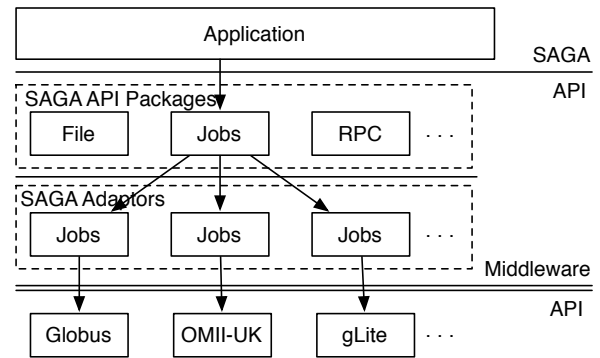 Application
SAGA
API
SAGA API Packages
File Jobs RPC . . .
SAGA Adaptors
Jobs Jobs Jobs . . .
Middleware
API
Globus OMII-UK gLite . . .